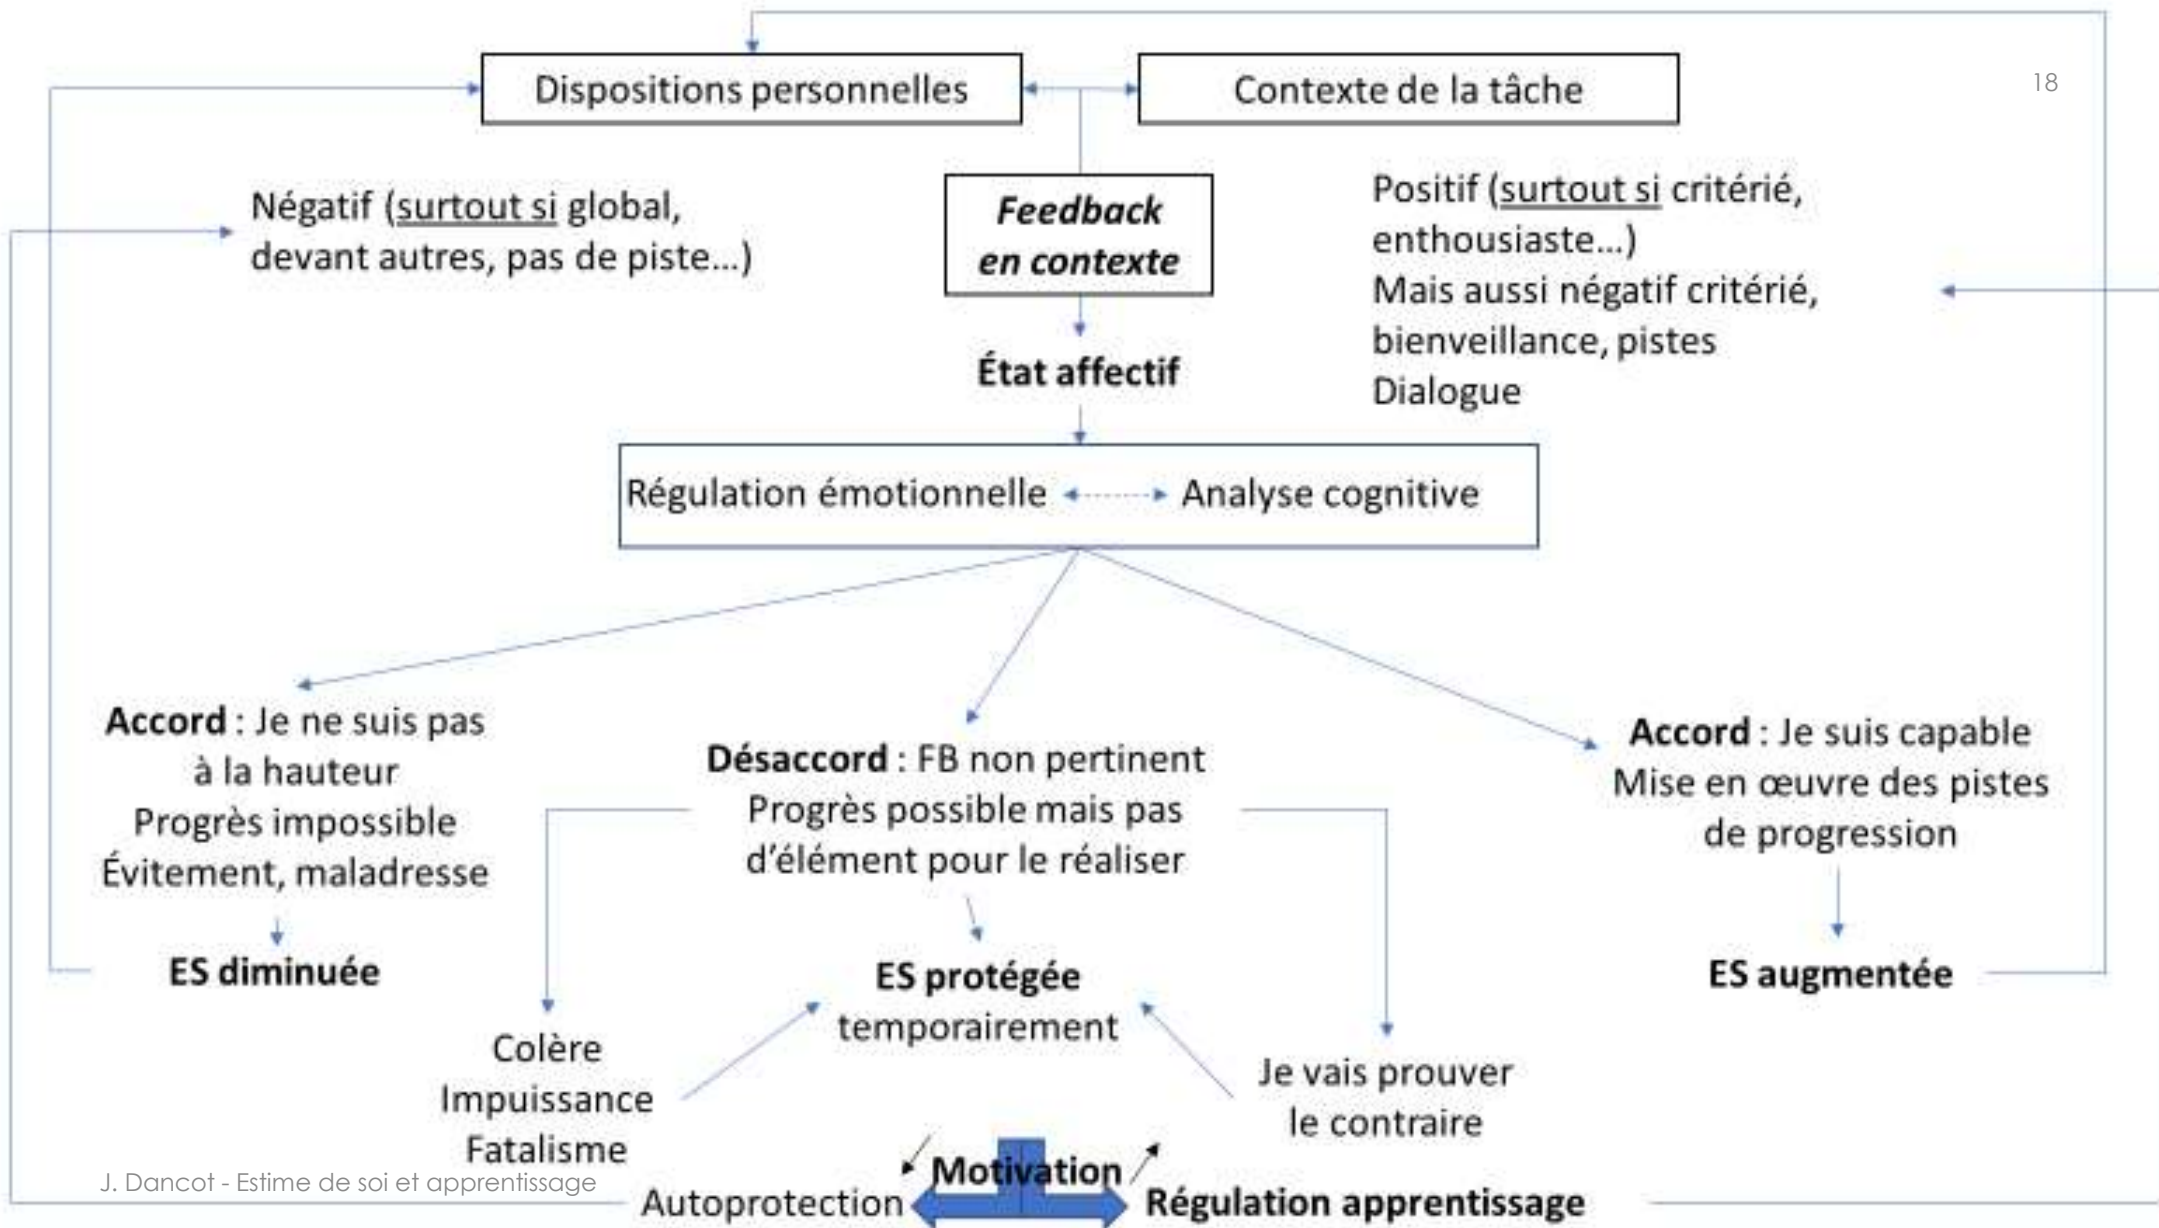 Dispositions personnelles
Contexte de la tâche
18
Négatif (surtout si global,
devant autres, pas de piste...)
Feedback
en contexte
Positif (surtout si critérié,
enthousiaste...)
Mais aussi négatif critérié,
bienveillance, pistes
Dialogue
État affectif
Régulation émotionnelle
Analyse cognitive
Accord : Je ne suis pas
à la hauteur
Progrès impossible
Évitement, maladresse
Désaccord : FB non pertinent
Progrès possible mais pas
d'élément pour le réaliser
Accord : Je suis capable
Mise en œuvre des pistes
de progression
ES diminuée
ES protégée
temporairement
ES augmentée
Colère
Impuissance
Fatalisme
Je vais prouver
le contraire
Motivation
J. Dancot - Estime de soi et apprentissage
Autoprotection
Régulation apprentissage